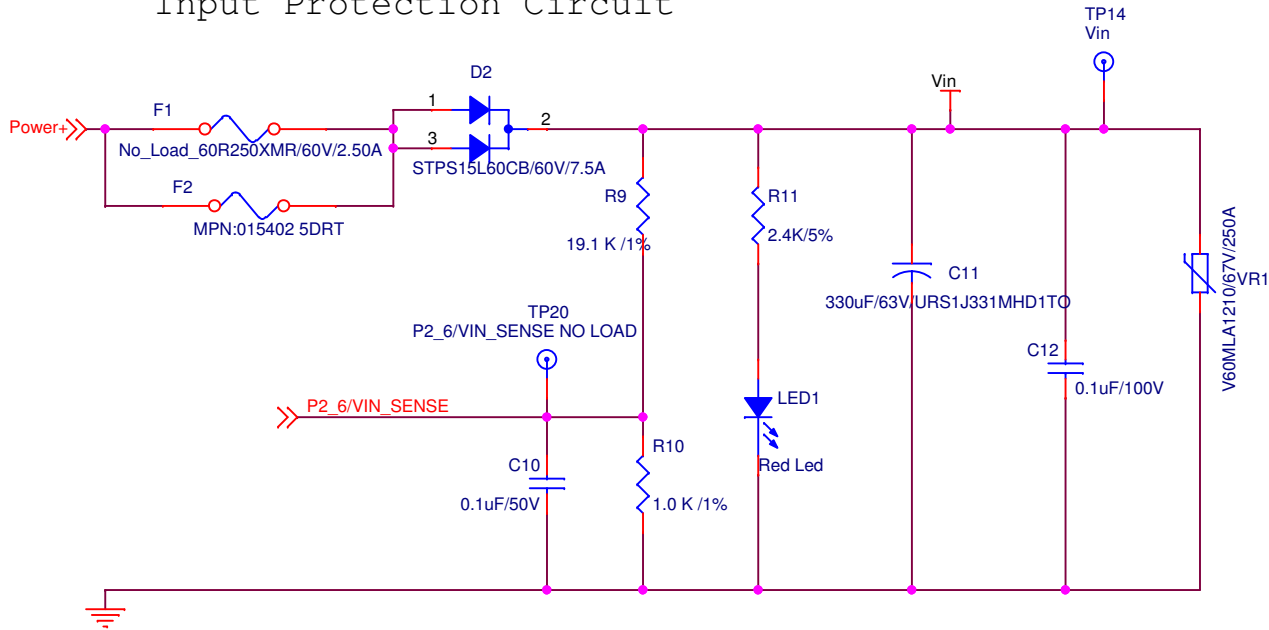 Input Protection Circuit
TP14
Vin
D2
Vin
F1
1
Power+
2
3
No_Load_60R250XMR/60V/2.50A
STPS15L60CB/60V/7.5A
F2
R9
R11
MPN:015402 5DRT
19.1 K /1%
2.4K/5%
V60MLA1210/67V/250A
C11
VR1
330uF/63V/URS1J331MHD1TO
TP20
P2_6/VIN_SENSE NO LOAD
C12
0.1uF/100V
P2_6/VIN_SENSE
LED1
R10
C10
Red Led
0.1uF/50V
1.0 K /1%